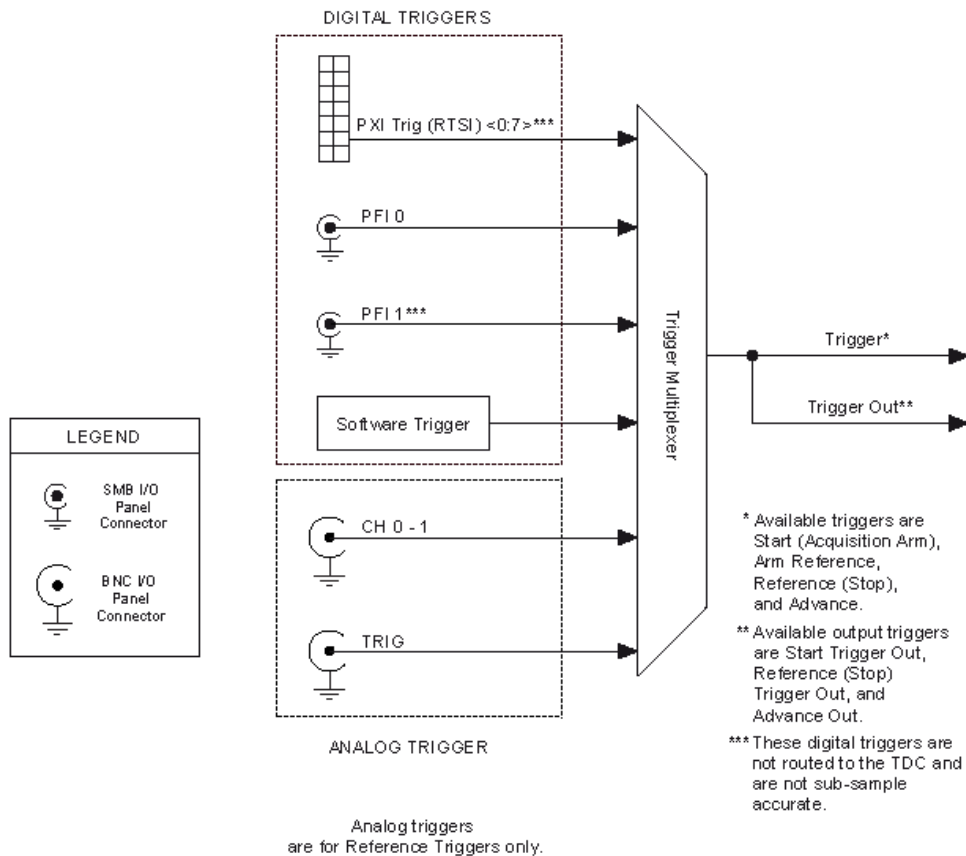 DIGITAL TRIGGERS
PXI Trig (RTSI) <0:7>***
PFI 0
PFI 1***
Software Trigger
Trigger Multiplexer
Trigger*
Trigger Out**
LEGEND
SMB I/O
Panel
Connector
BNC I/O
Panel
Connector
CH 0 - 1
TRIG
ANALOG TRIGGER
Analog triggers
are for Reference Triggers only.
* Available triggers are
Start (Acquisition Arm),
Arm Reference,
Reference (Stop),
and Advance.
** Available output triggers
are Start Trigger Out,
Reference (Stop)
Trigger Out, and
Advance Out.
*** These digital triggers are
not routed to the TDC and
are not sub-sample
accurate.